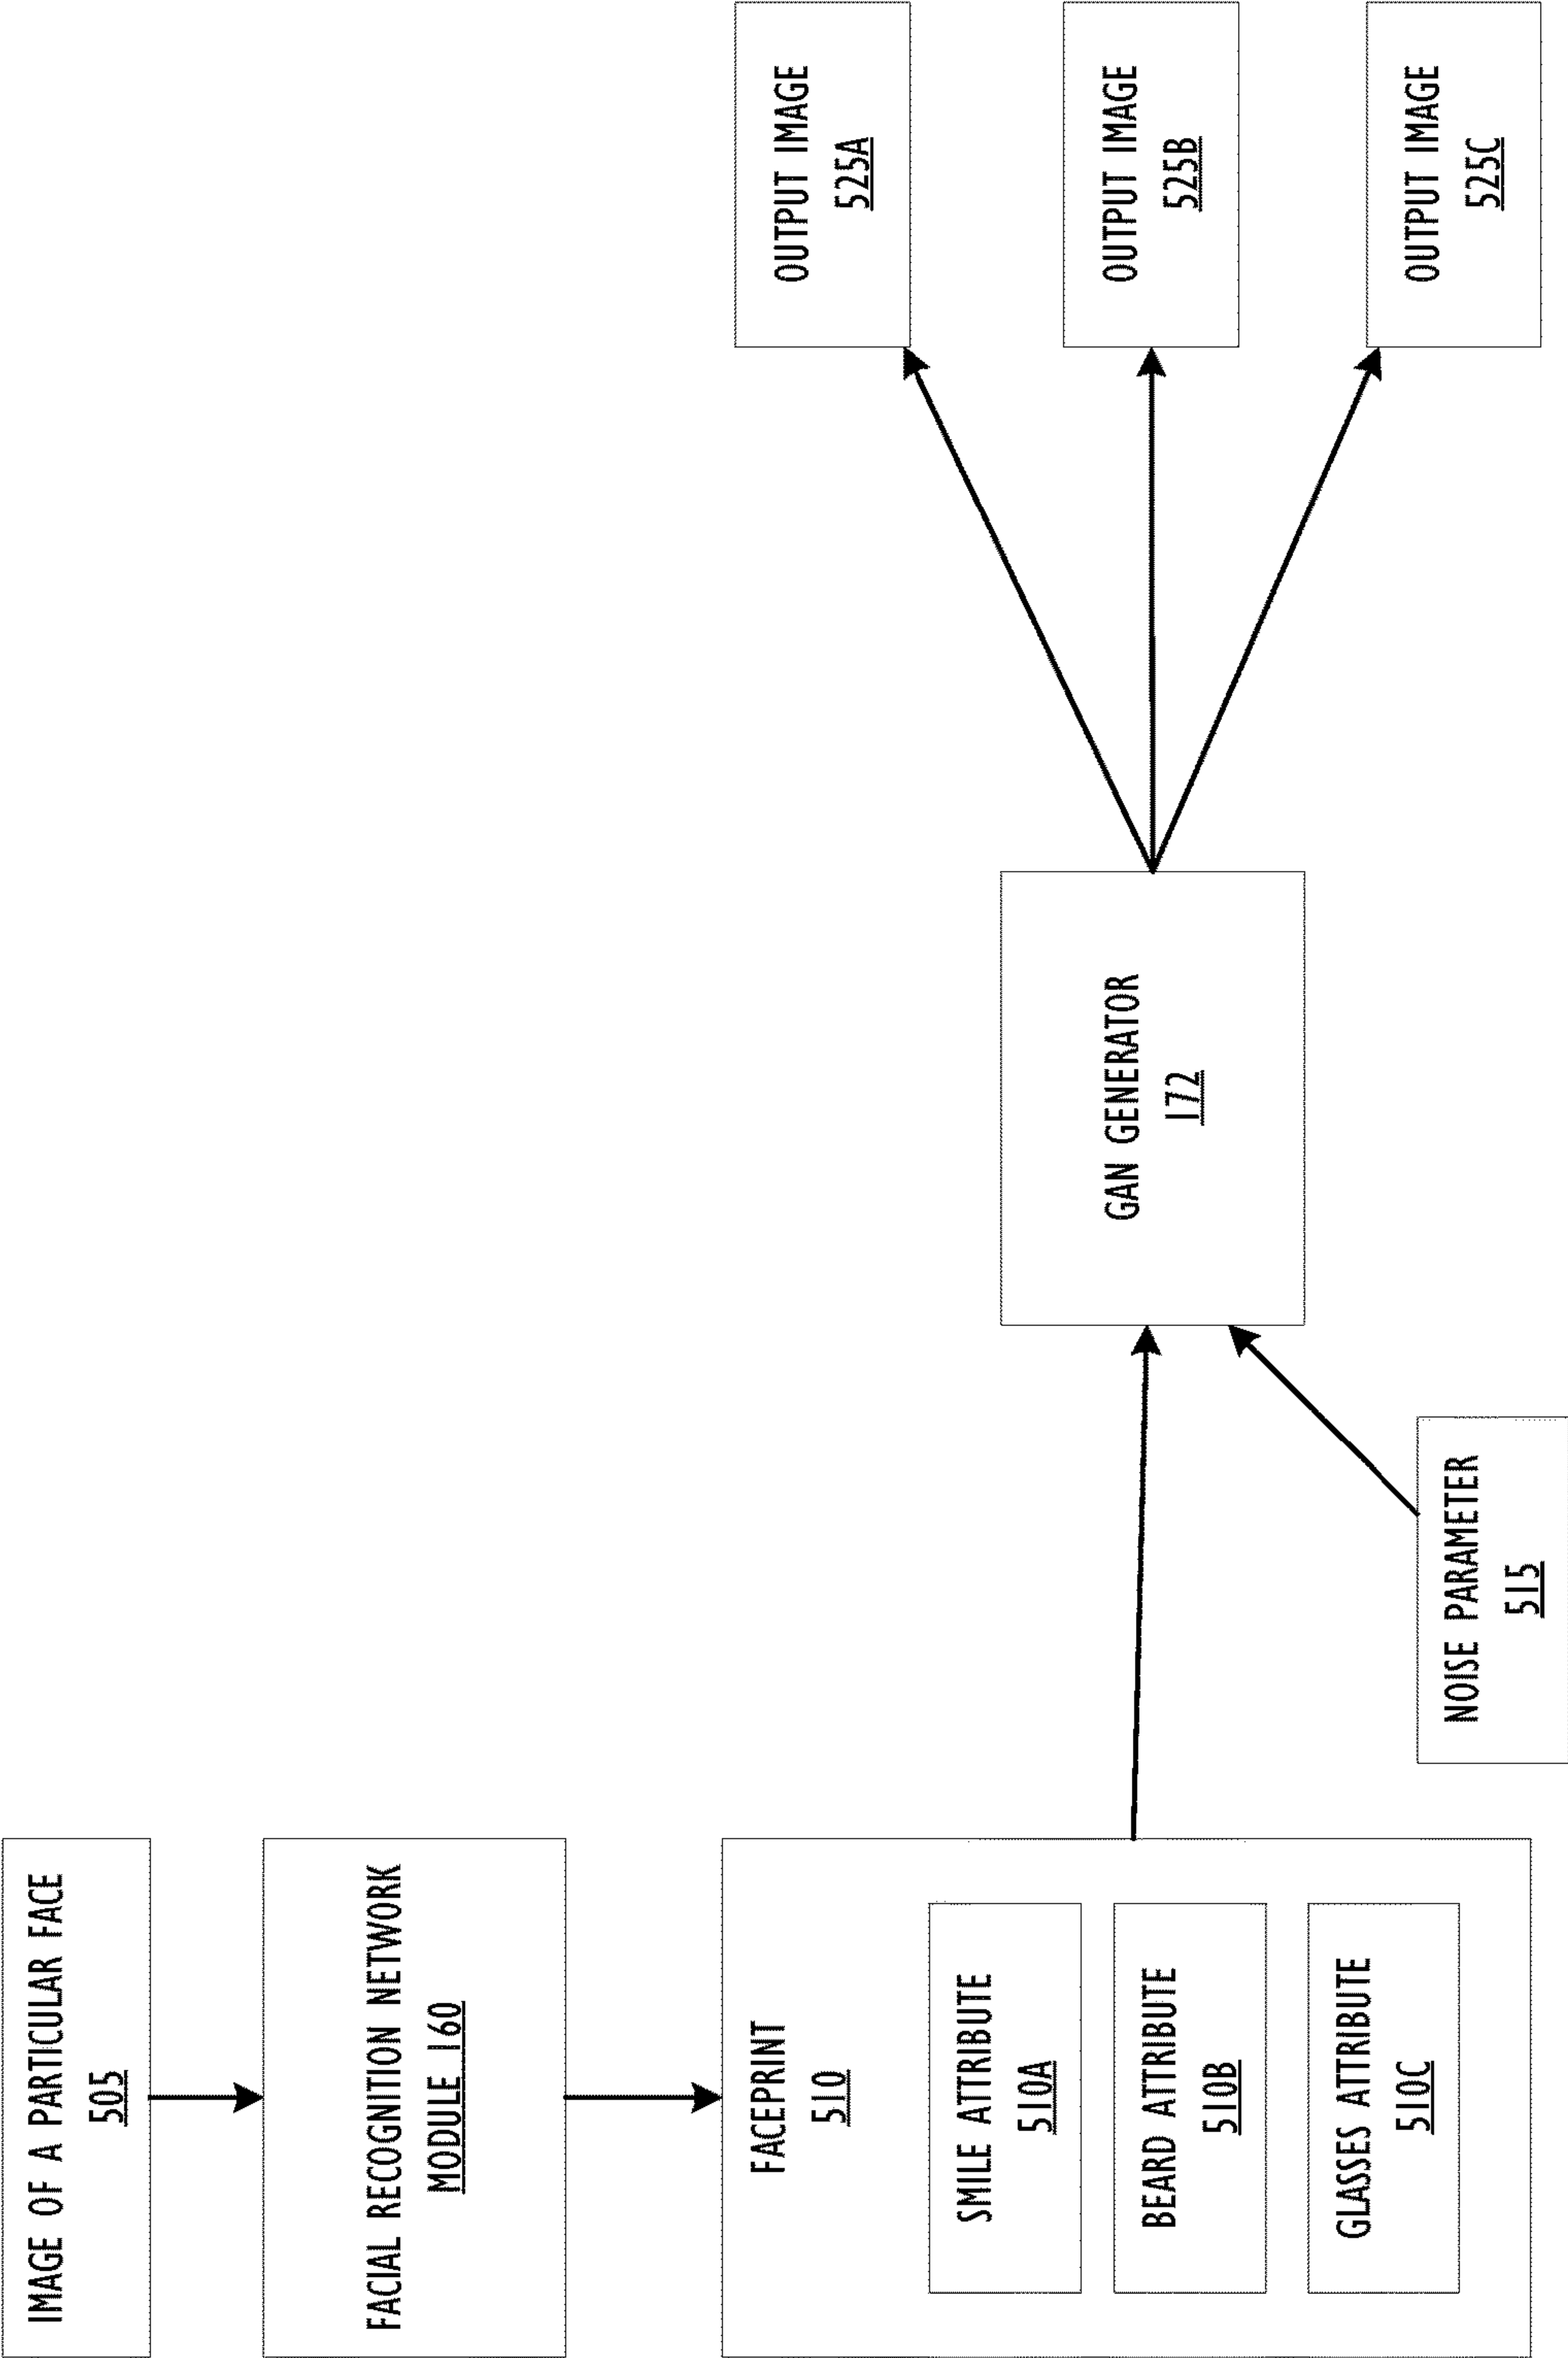 IMAGE OF A PARTICULAR FACE
505
FACIAL RECOGNITION NETWORK
MODULE 160
FACEPRINT
510
SMILE ATTRIBUTE
510A
BEARD ATTRIBUTE
510B
GLASSES ATTRIBUTE
510C
NOISE PARAMETER
515
GAN GENERATOR
172
OUTPUT IMAGE
525A
OUTPUT IMAGE
525B
OUTPUT IMAGE
525C